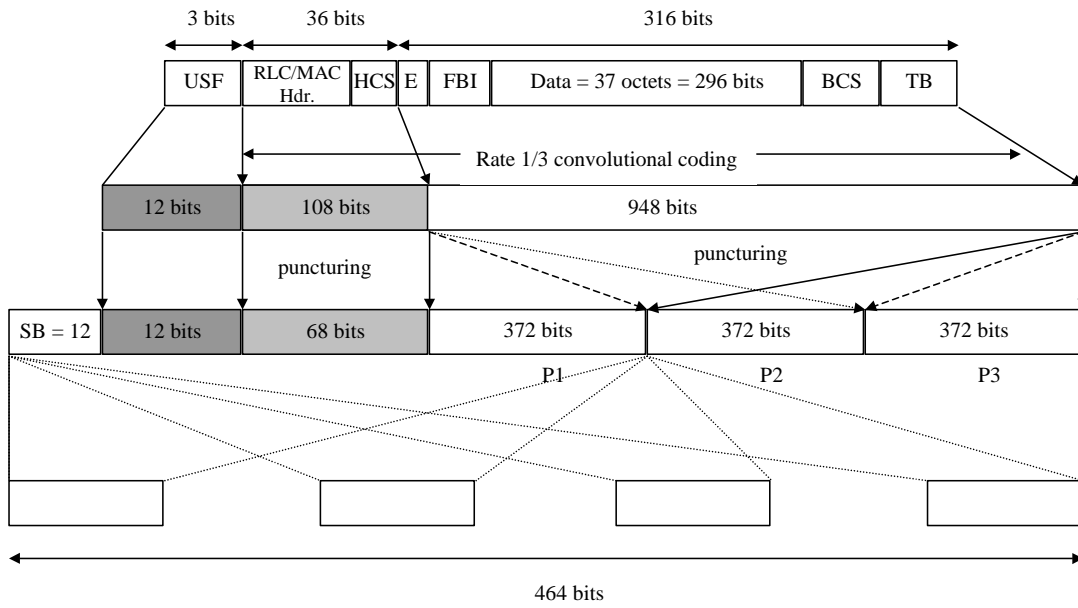 3 bits 36 bits 316 bits
USF RLC/MAC Hdr. HCS E FBI Data = 37 octets = 296 bits BCS TB
Rate 1/3 convolutional coding
12 bits 108 bits 948 bits
puncturing puncturing
SB = 12 12 bits 68 bits 372 bits 372 bits 372 bits
P1 P2 P3
464 bits